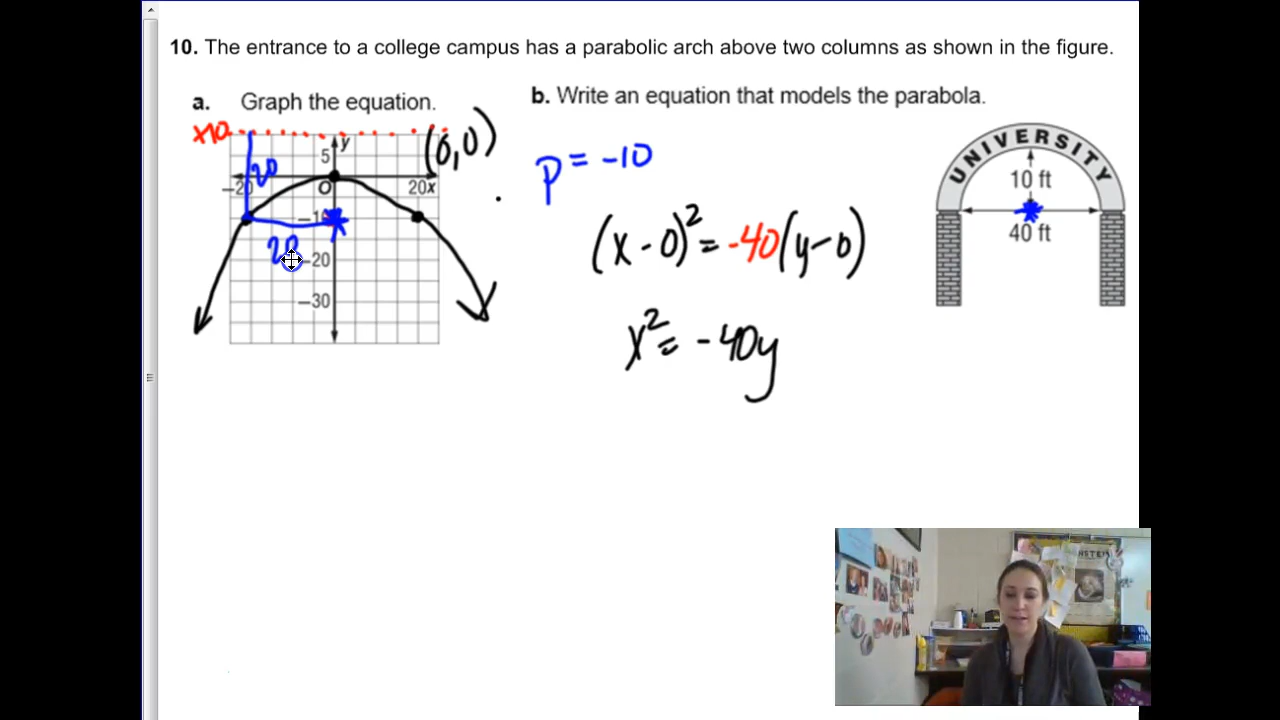 10. The entrance to a college campus has a parabolic arch above two columns as shown in the figure.
a. Graph the equation.
b. Write an equation that models the parabola.
×10
y
5
(0,0)
20
-20
O
20x
-10
20
-20
-30
p = -10
(x - 0)² = -40(y - 0)
x² = -40y
UNIVERSITY
10 ft
40 ft